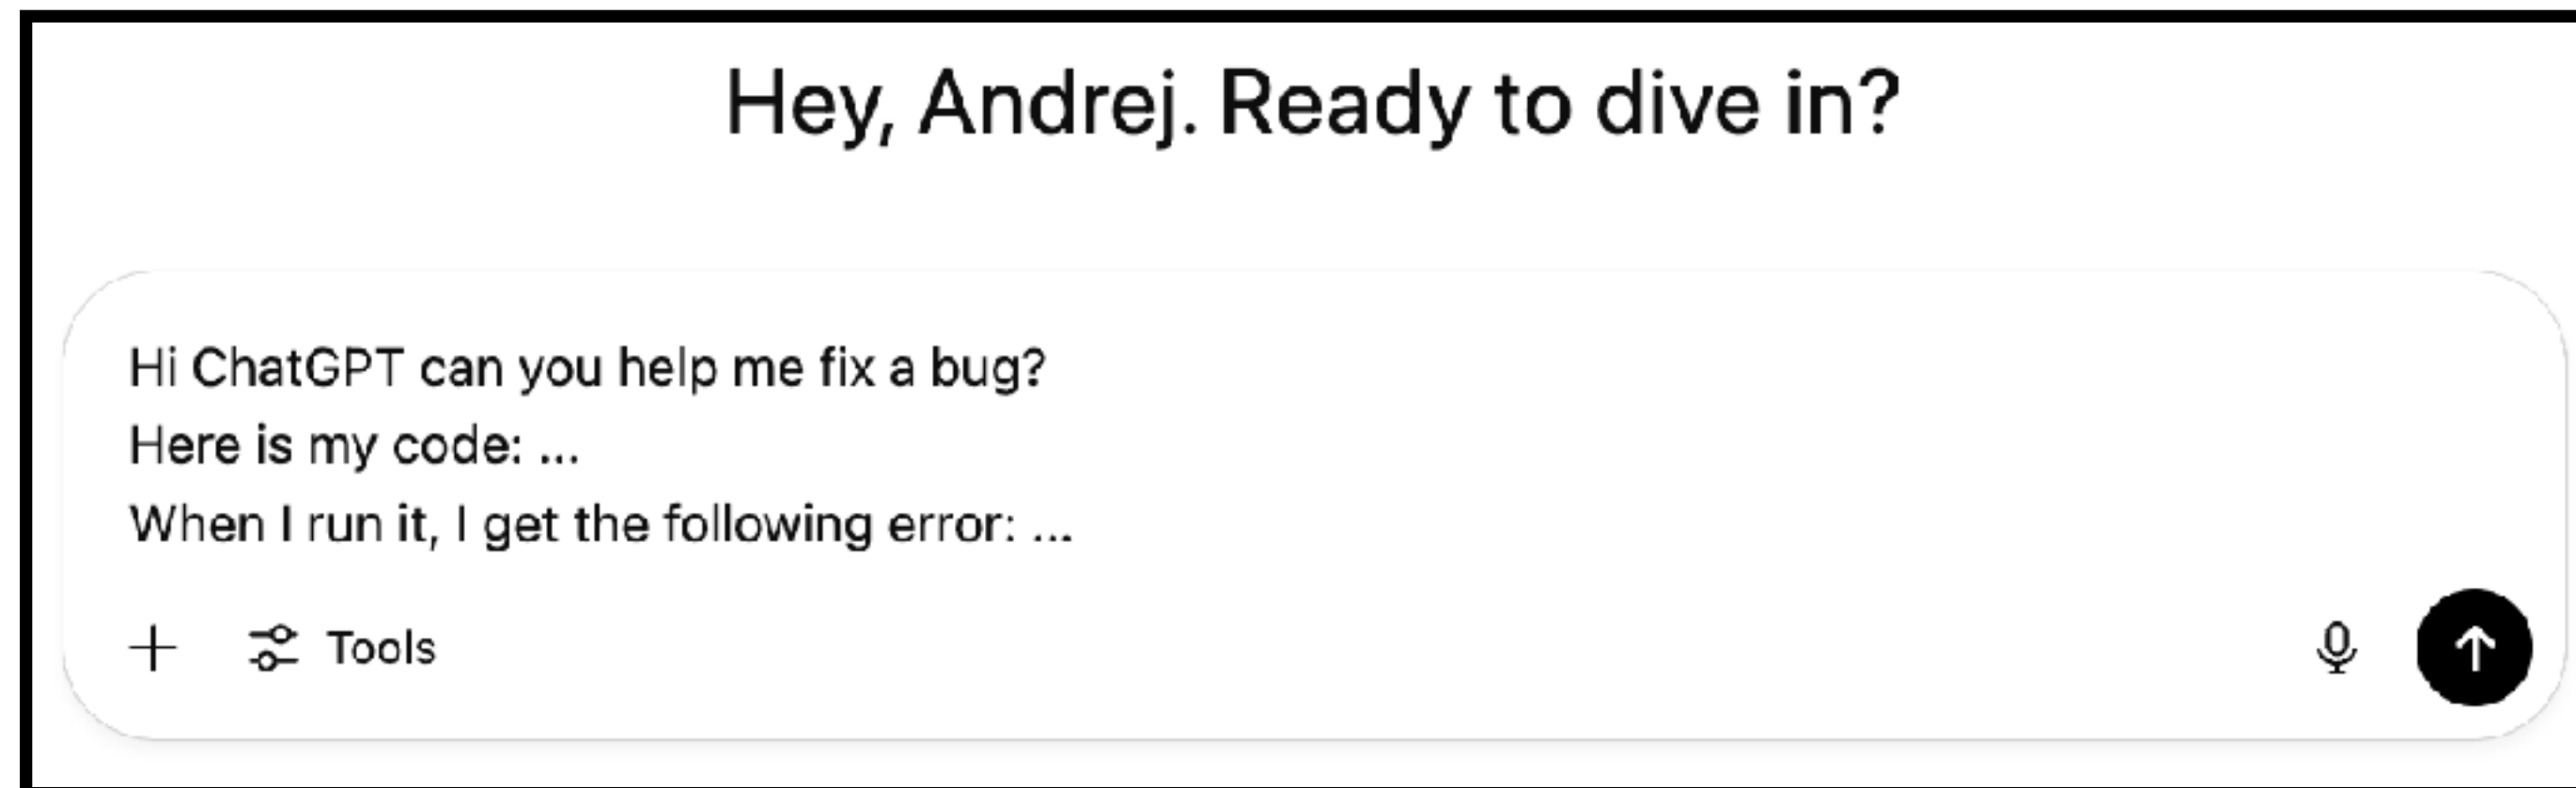 Hey, Andrej. Ready to dive in?
Hi ChatGPT can you help me fix a bug?
Here is my code: ...
When I run it, I get the following error: ...
Tools